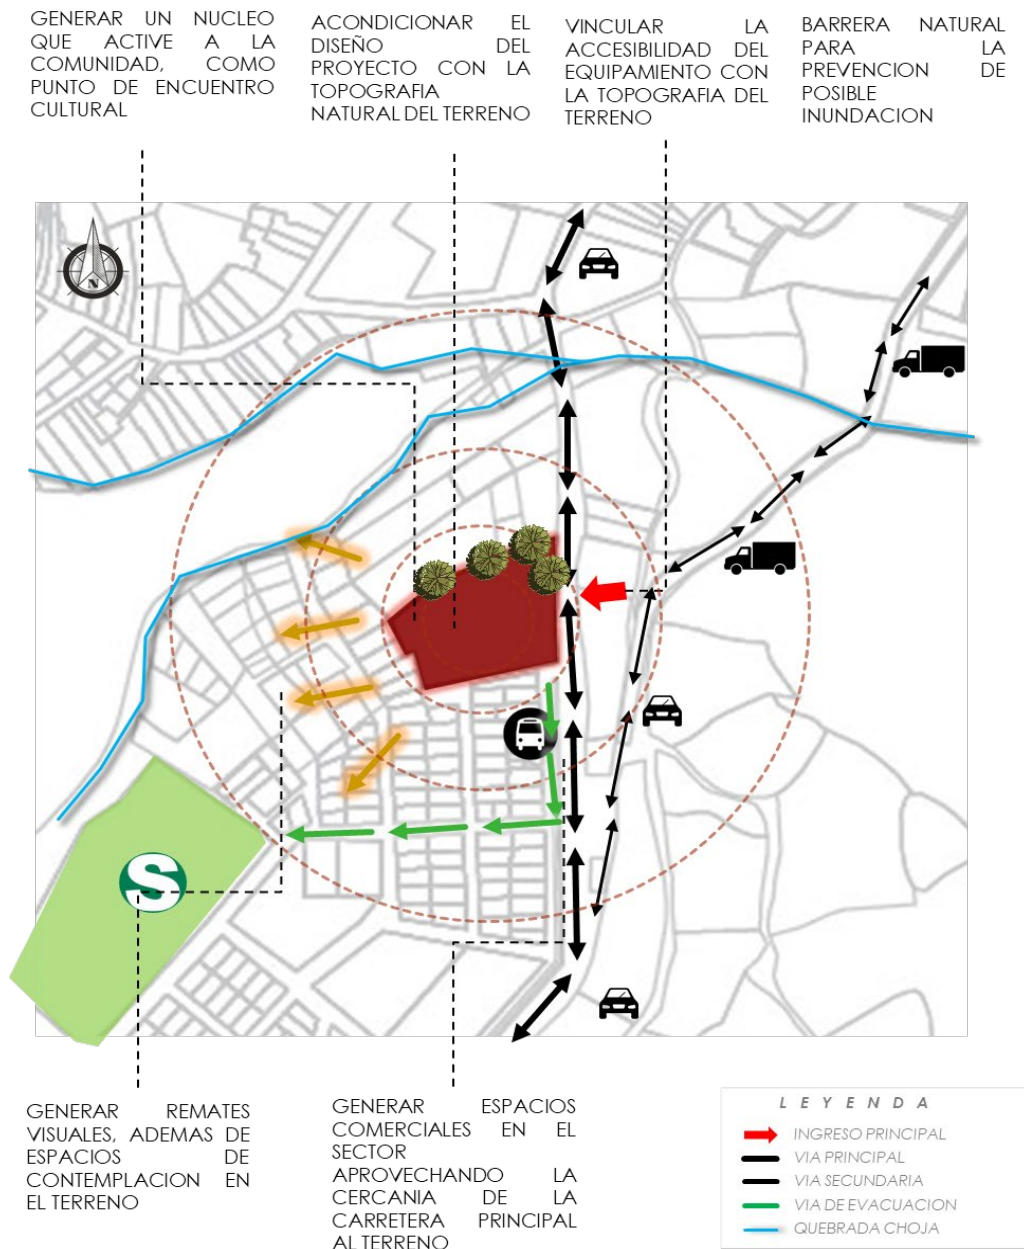 GENERAR UN NUCLEO
QUE ACTIVE A LA
COMUNIDAD, COMO
PUNTO DE ENCUENTRO
CULTURAL
ACONDICIONAR EL
DISEÑO DEL
PROYECTO CON LA
TOPOGRAFIA
NATURAL DEL TERRENO
VINCULAR LA
ACCESIBILIDAD DEL
EQUIPAMIENTO CON
LA TOPOGRAFIA DEL
TERRENO
BARRERA NATURAL
PARA LA
PREVENCION DE
POSIBLE
INUNDACION
N
S
GENERAR REMATES
VISUALES, ADEMAS DE
ESPACIOS DE
CONTEMPLACION EN
EL TERRENO
GENERAR ESPACIOS
COMERCIALES EN EL
SECTOR
APROVECHANDO LA
CERCANIA DE LA
CARRETERA PRINCIPAL
AL TERRENO
LEYENDA
INGRESO PRINCIPAL
VIA PRINCIPAL
VIA SECUNDARIA
VIA DE EVACUACION
QUEBRADA CHOJA